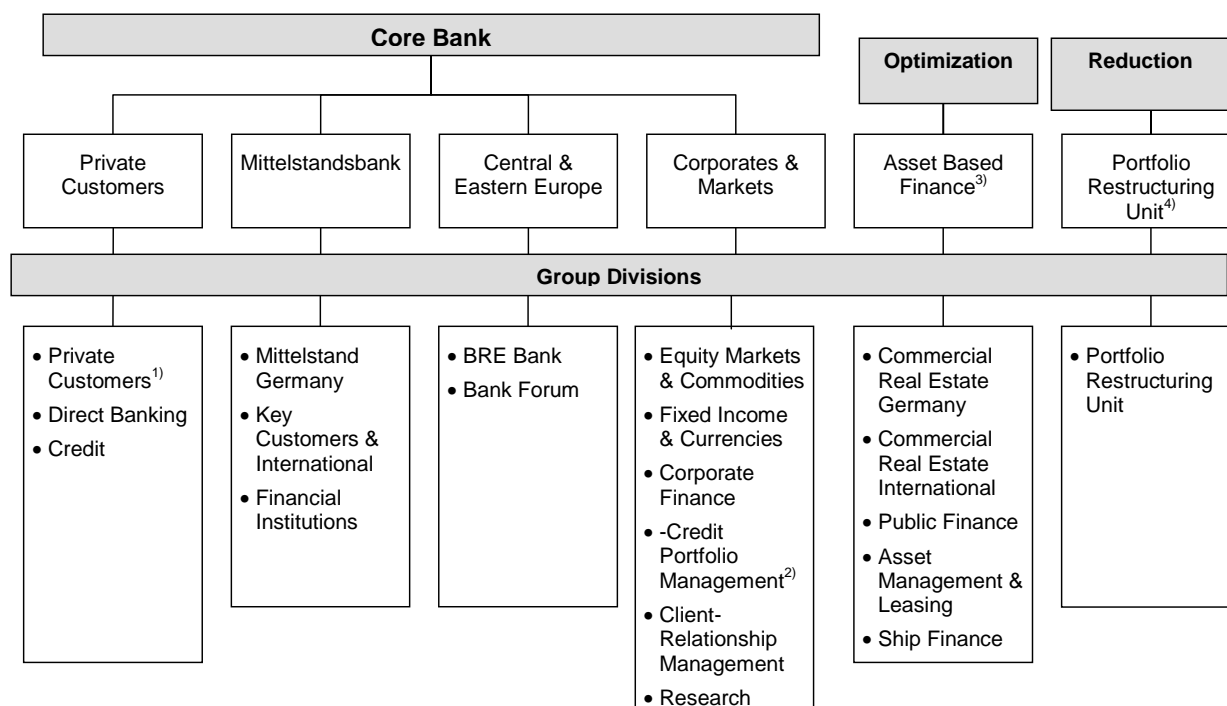 Core Bank
Optimization
Reduction
Private
Customers
Mittelstandsbank
Central &
Eastern Europe
Corporates &
Markets
Asset Based
Finance3)
Portfolio
Restructuring
Unit4)
Group Divisions
• Private
Customers1)
• Direct Banking
• Credit
• Mittelstand
Germany
• Key
Customers &
International
• Financial
Institutions
• BRE Bank
• Bank Forum
• Equity Markets
& Commodities
• Fixed Income
& Currencies
• Corporate
Finance
• -Credit
Portfolio
Management2)
• Client-
Relationship
Management
• Research
• Commercial
Real Estate
Germany
• Commercial
Real Estate
International
• Public Finance
• Asset
Management &
Leasing
• Ship Finance
• Portfolio
Restructuring
Unit